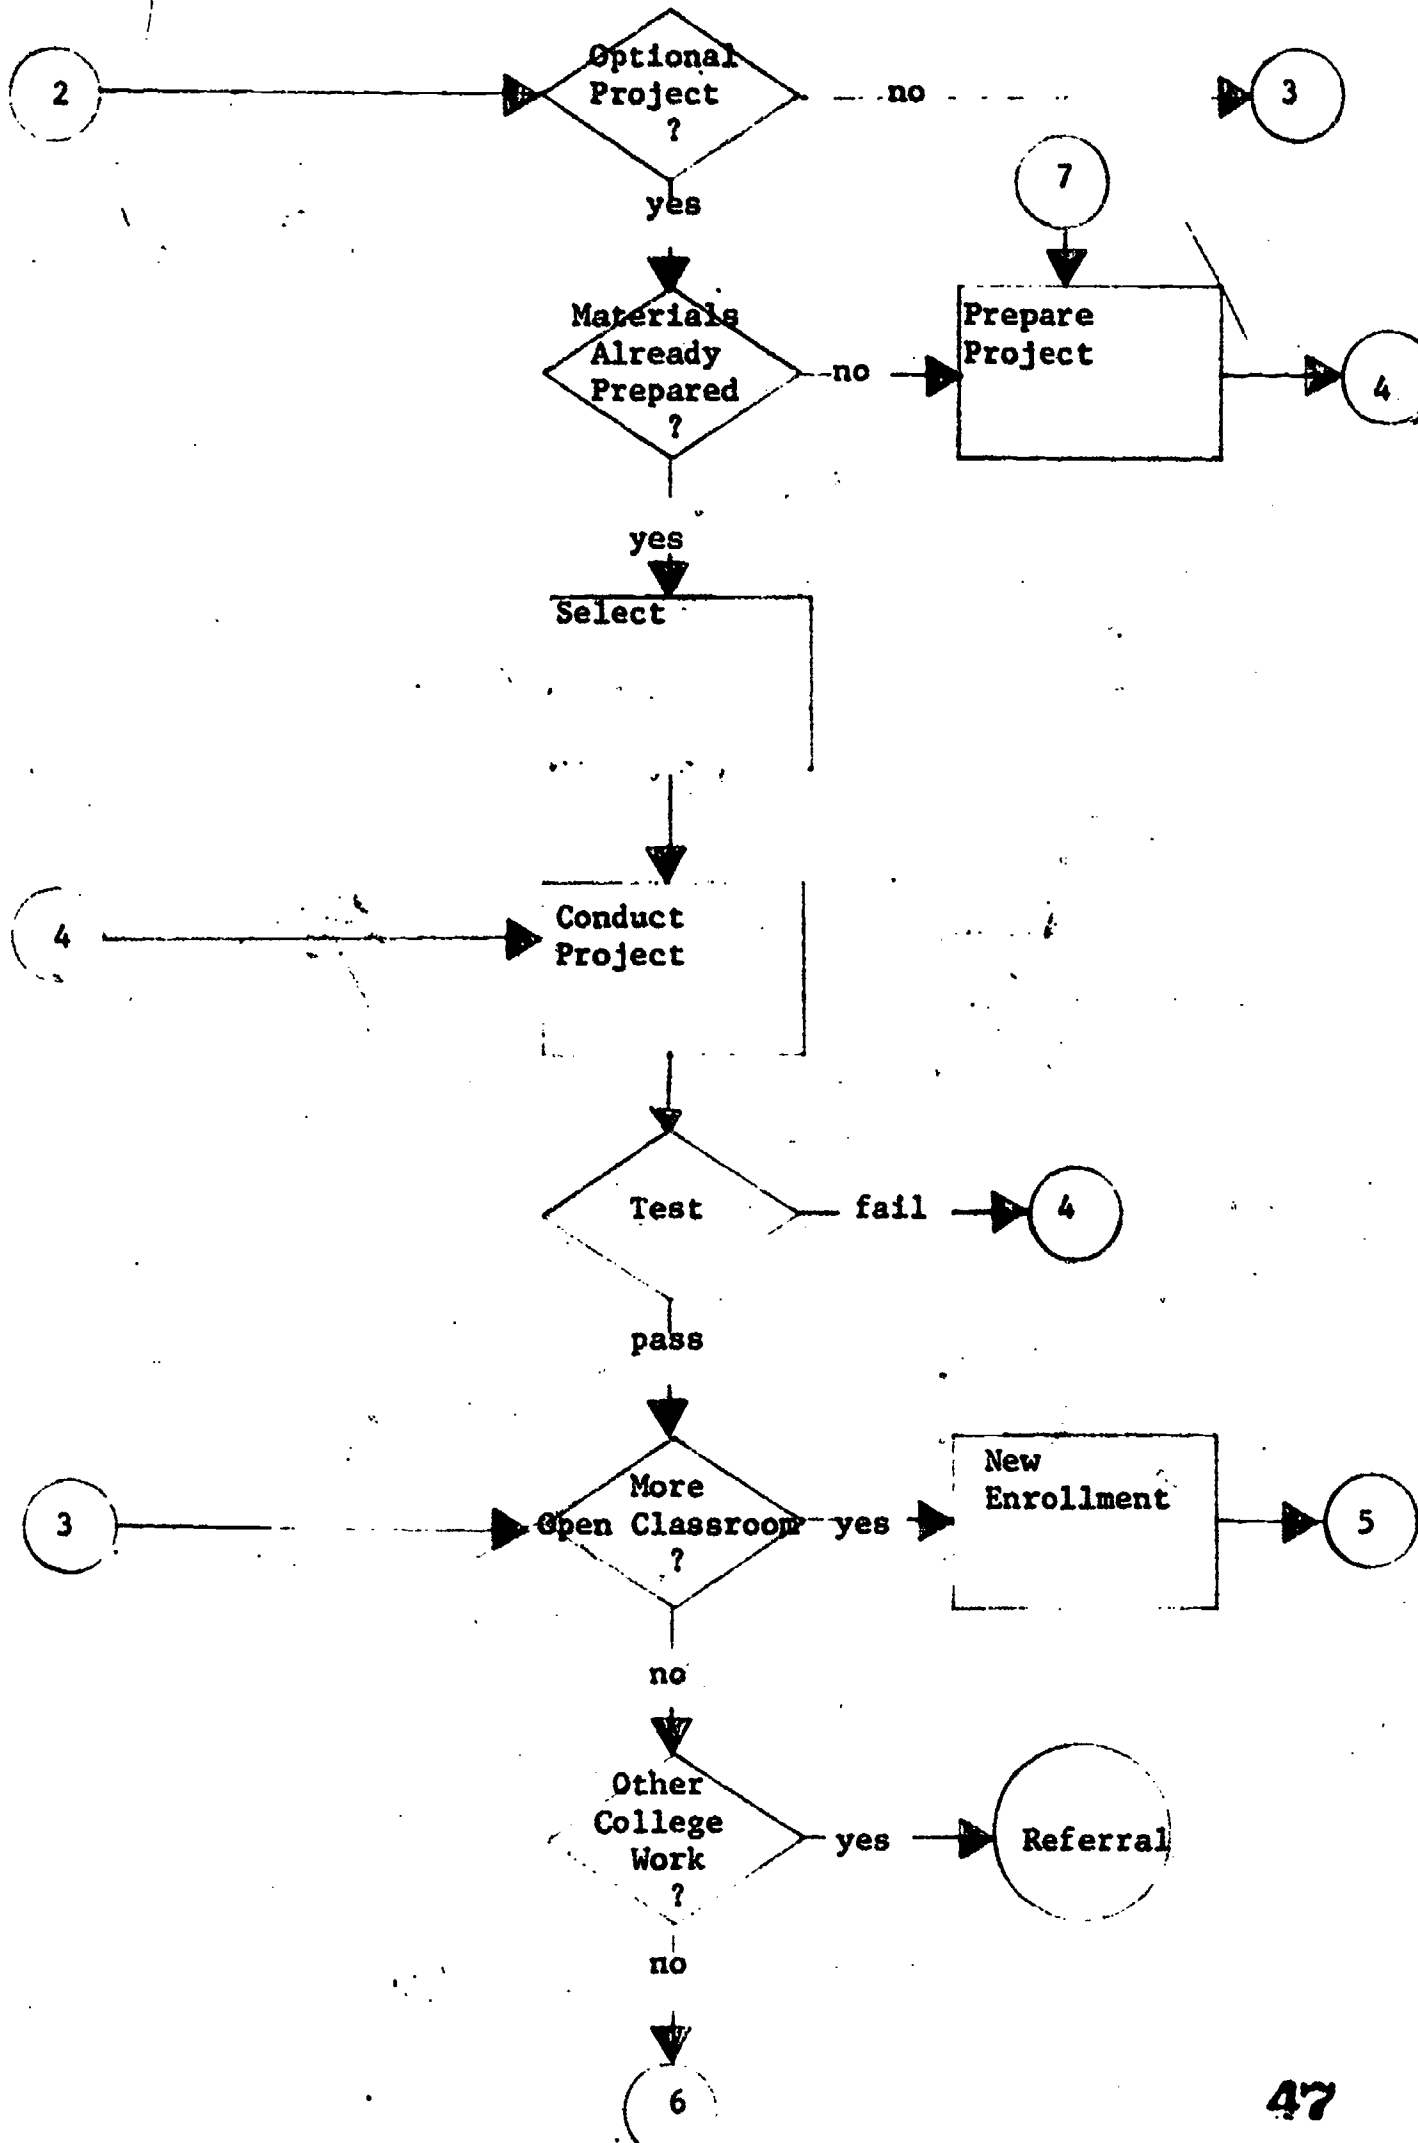 2
Optional
Project
?
no
3
yes
7
Materials
Already
Prepared
?
no
Prepare
Project
4
yes
Select
4
Conduct
Project
Test
fail
4
pass
3
More
Open Classroom
?
yes
New
Enrollment
5
no
Other
College
Work
?
yes
Referral
no
6
47